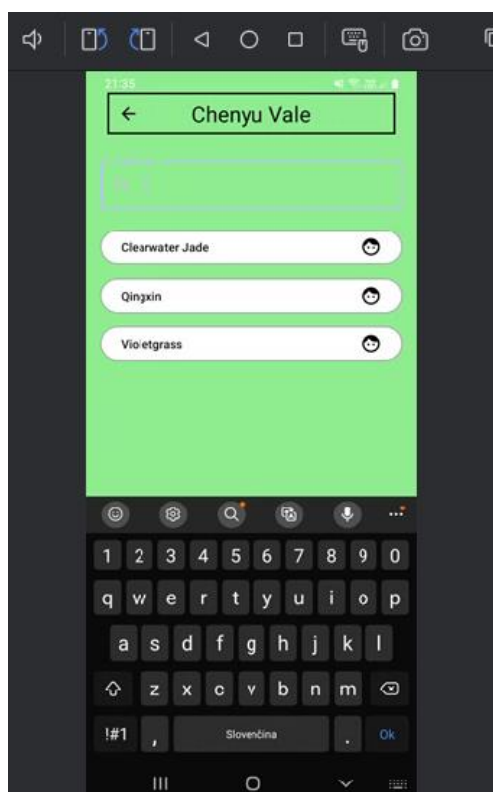 21:35
Chenyu Vale
Clearwater Jade
Qingxin
Violetgrass
1 2 3 4 5 6 7 8 9 0
q w e r t y u i o p
a s d f g h j k l
z x c v b n m
!#1 , Slovenčina . Ok